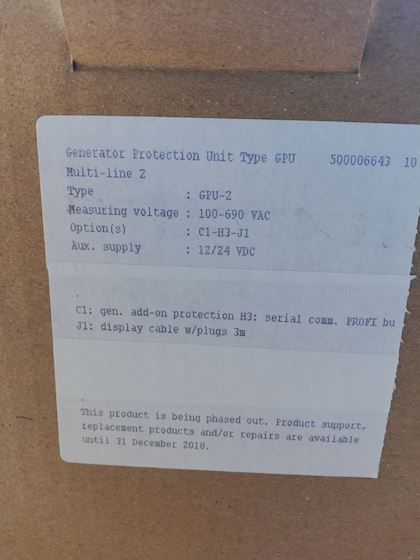 Generator Protection Unit Type GPU 500006643 10
Multi-line 2
Type : GPU-2
Measuring voltage : 100-690 VAC
Option(s) : C1-H3-J1
Aux. supply : 12/24 VDC
C1: gen. add-on protection H3: serial comm. PROFI bu
J1: display cable w/plugs 3m
This product is being phased out. Product support,
replacement products and/or repairs are available
until 31 December 2018.